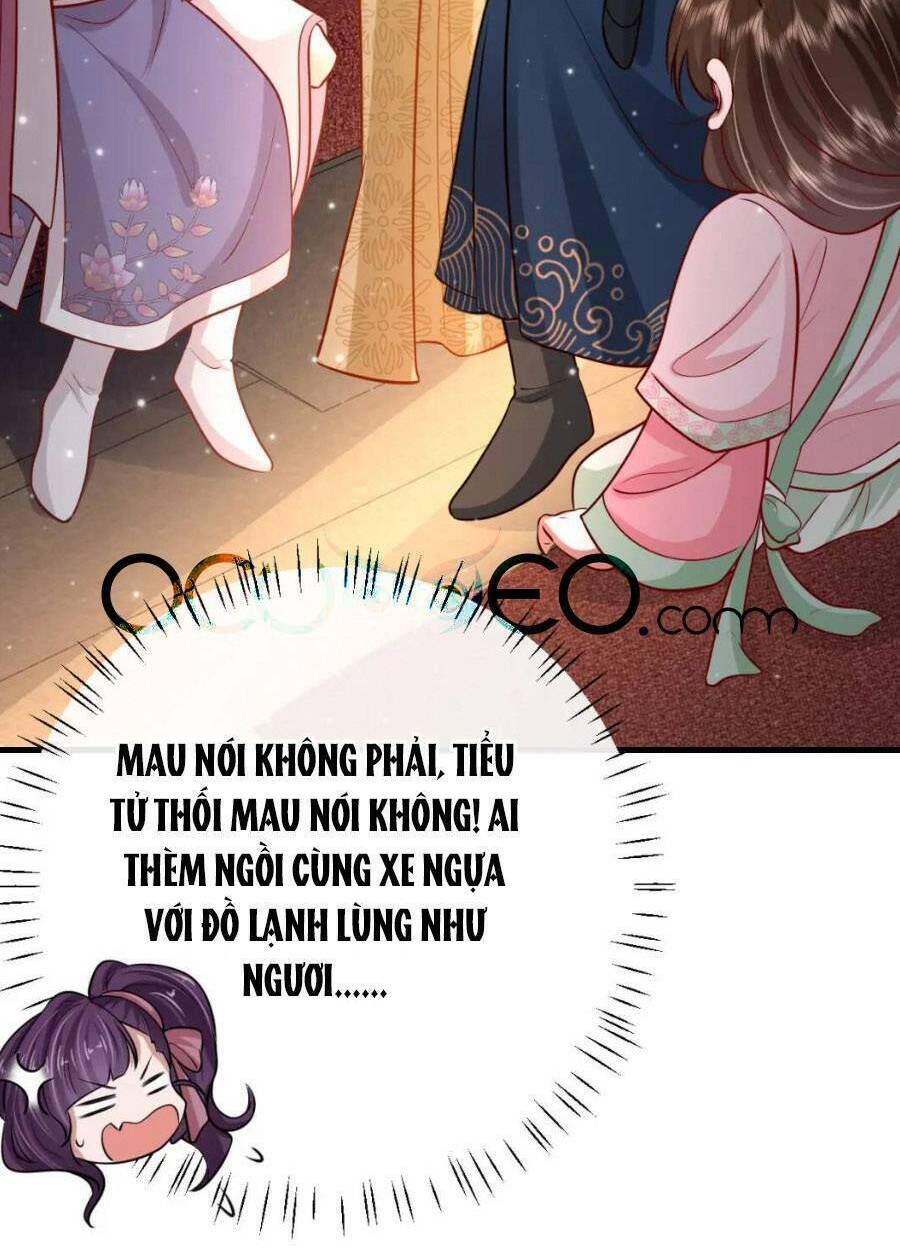 MAU NÓI KHÔNG PHẢI, TIỂU
TỬ THỐI MAU NÓI KHÔNG! AI
THÈM NGỒI CÙNG XE NGỰA
VỚI ĐỒ LẠNH LÙNG NHƯ
NGƯƠI......